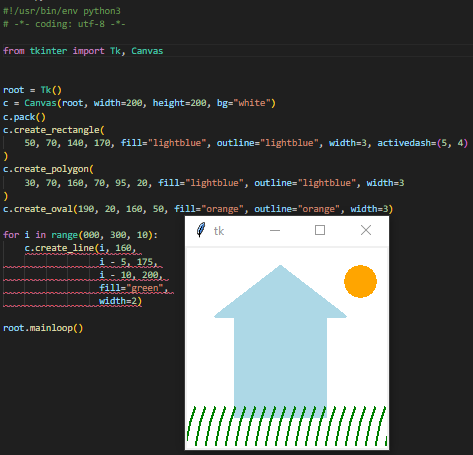 #!/usr/bin/env python3
# -*- coding: utf-8 -*-
from tkinter import Tk, Canvas
root = Tk()
c = Canvas(root, width=200, height=200, bg="white")
c.pack()
c.create_rectangle(
50, 70, 140, 170, fill="lightblue", outline="lightblue", width=3, activedash=(5, 4)
)
c.create_polygon(
30, 70, 160, 70, 95, 20, fill="lightblue", outline="lightblue", width=3
)
c.create_oval(190, 20, 160, 50, fill="orange", outline="orange", width=3)
for i in range(000, 300, 10):
c.create_line(i, 160,
i - 5, 175,
i - 10, 200,
fill="green",
width=2)
root.mainloop()
tk